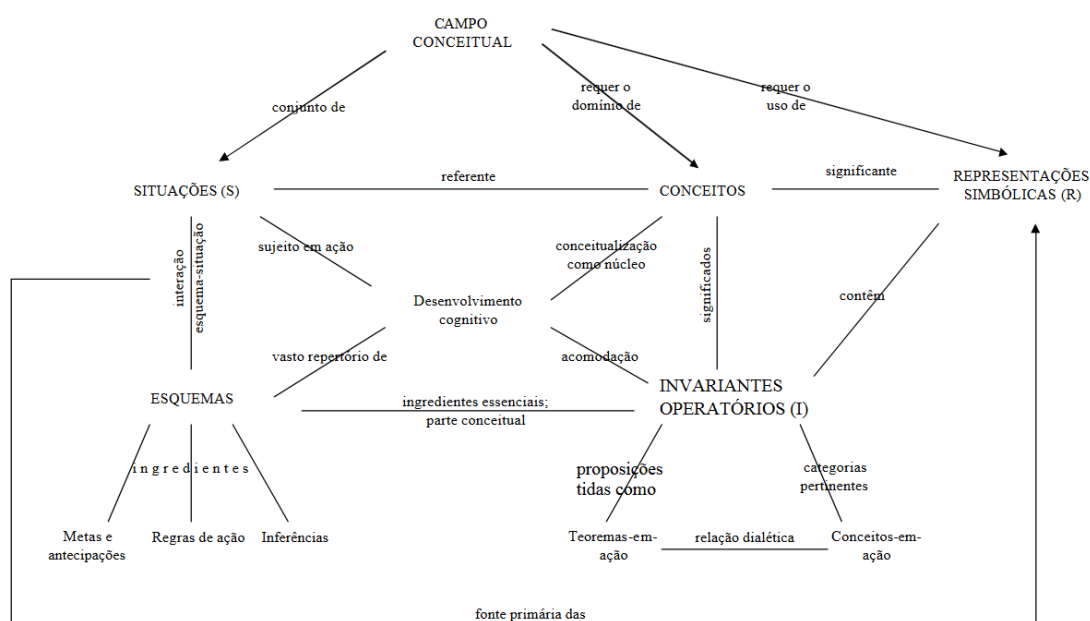 CAMPO
CONCEITUAL
conjunto de
requer o
domínio de
requer o
uso de
SITUAÇÕES (S)
referente
CONCEITOS
significante
REPRESENTAÇÕES
SIMBÓLICAS (R)
interação
esquema-situação
sujeito em ação
conceitualização
como núcleo
significados
contêm
Desenvolvimento
cognitivo
vasto repertório de
acomodação
ESQUEMAS
ingredientes essenciais;
parte conceitual
INVARIANTES
OPERATÓRIOS (I)
ingredientes
proposições
tidas como
categorias
pertinentes
Metas e
antecipações
Regras de ação
Inferências
Teoremas-em-
ação
relação dialética
Conceitos-em-
ação
fonte primária das